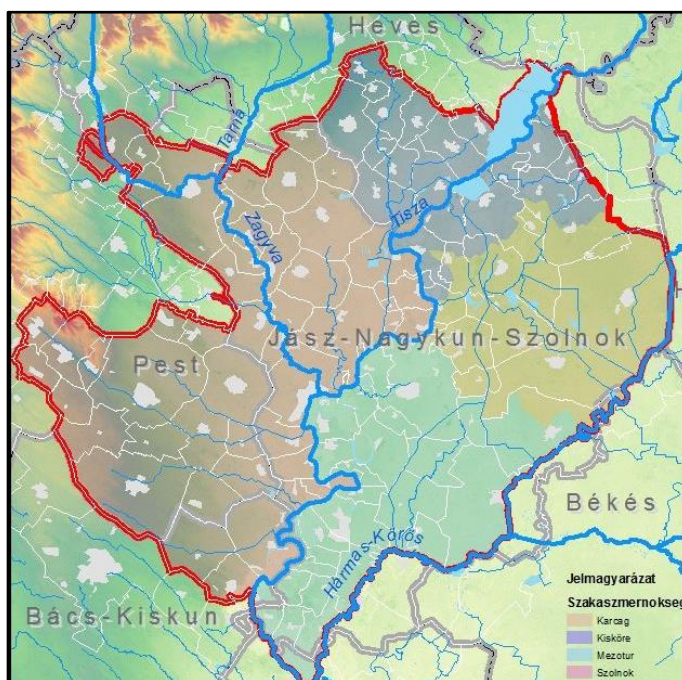 Heves
Tarna
Tisza
Zagyva
Jász-Nagykun-Szolnok
Pest
Békés
Hármas-Körös
Bács-Kiskun
Jelmagyarázat
Szakaszmernokseg
Karcag
Kisköre
Mezotur
Szolnok